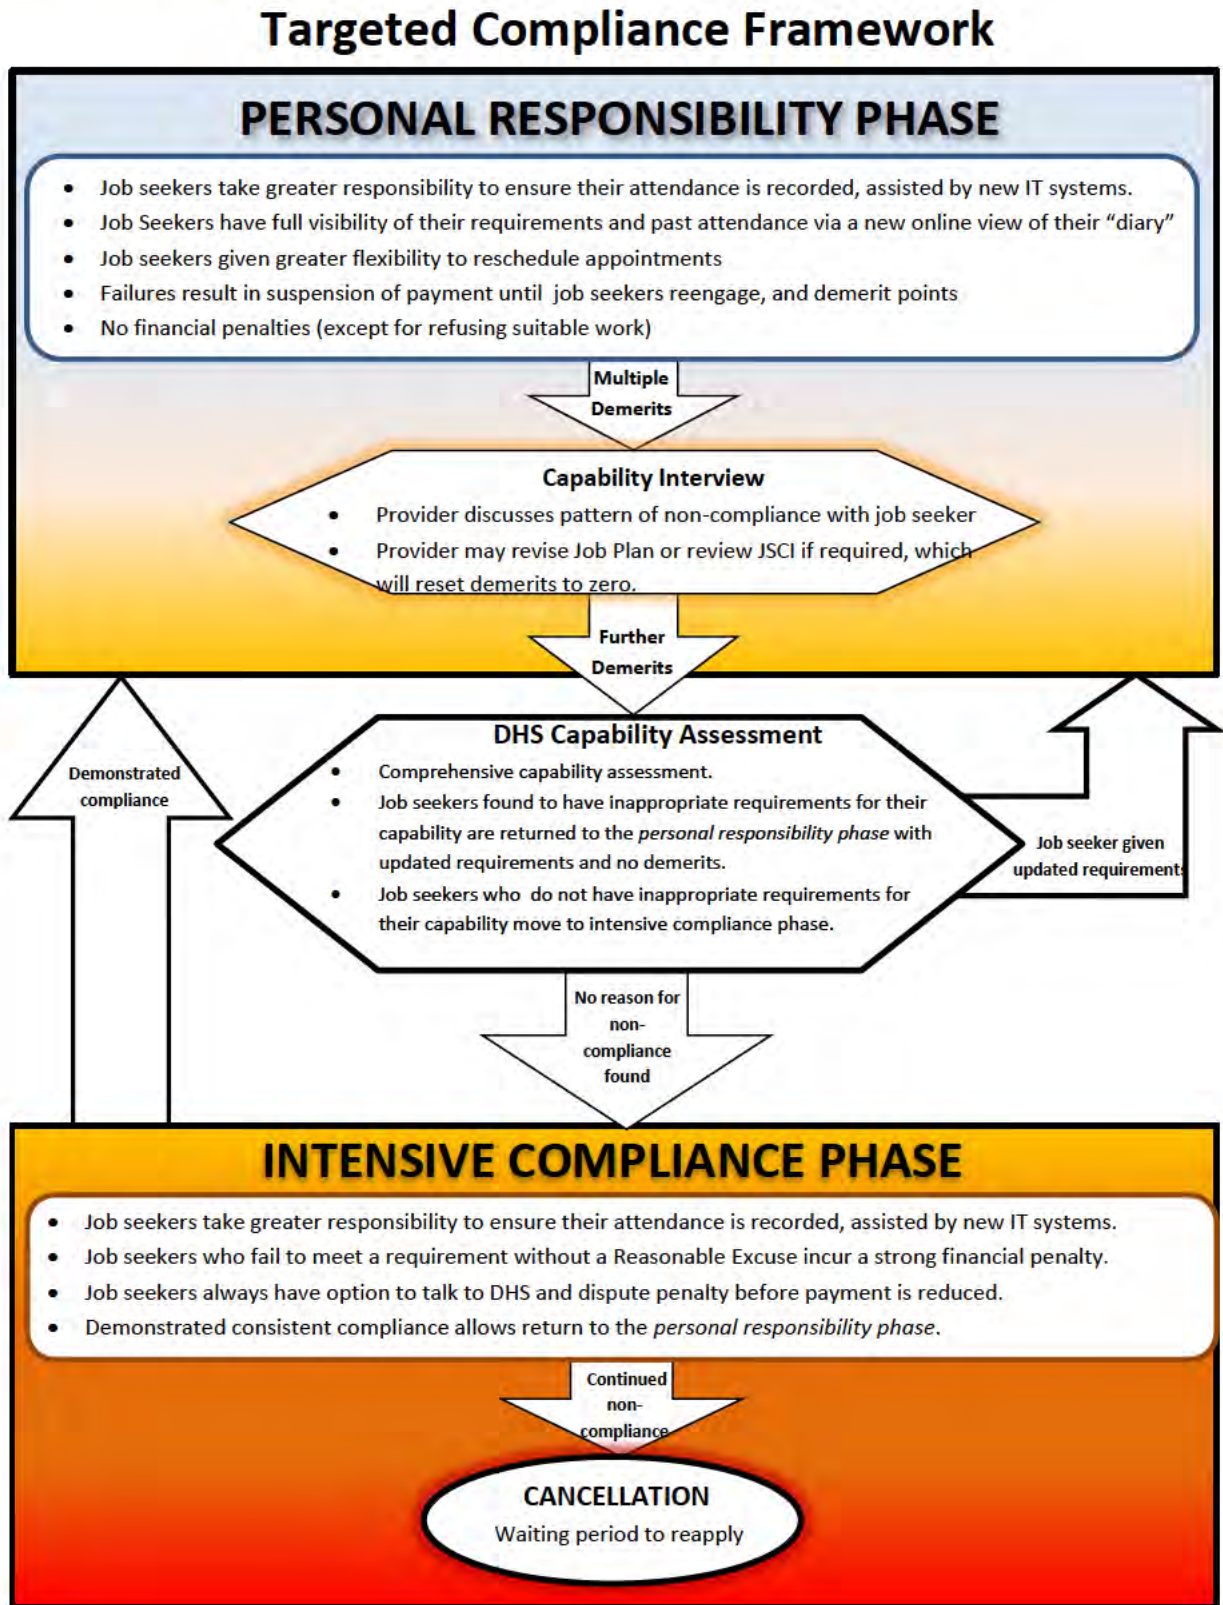 Targeted Compliance Framework
PERSONAL RESPONSIBILITY PHASE
• Job seekers take greater responsibility to ensure their attendance is recorded, assisted by new IT systems.
• Job Seekers have full visibility of their requirements and past attendance via a new online view of their “diary”
• Job seekers given greater flexibility to reschedule appointments
• Failures result in suspension of payment until job seekers reengage, and demerit points
• No financial penalties (except for refusing suitable work)
Multiple
Demerits
Capability Interview
• Provider discusses pattern of non-compliance with job seeker
• Provider may revise Job Plan or review JSCI if required, which
will reset demerits to zero.
Further
Demerits
DHS Capability Assessment
• Comprehensive capability assessment.
• Job seekers found to have inappropriate requirements for their
capability are returned to the personal responsibility phase with
updated requirements and no demerits.
• Job seekers who do not have inappropriate requirements for
their capability move to intensive compliance phase.
Demonstrated
compliance
Job seeker given
updated requirements
No reason for
non-
compliance
found
INTENSIVE COMPLIANCE PHASE
• Job seekers take greater responsibility to ensure their attendance is recorded, assisted by new IT systems.
• Job seekers who fail to meet a requirement without a Reasonable Excuse incur a strong financial penalty.
• Job seekers always have option to talk to DHS and dispute penalty before payment is reduced.
• Demonstrated consistent compliance allows return to the personal responsibility phase.
Continued
non-
compliance
CANCELLATION
Waiting period to reapply